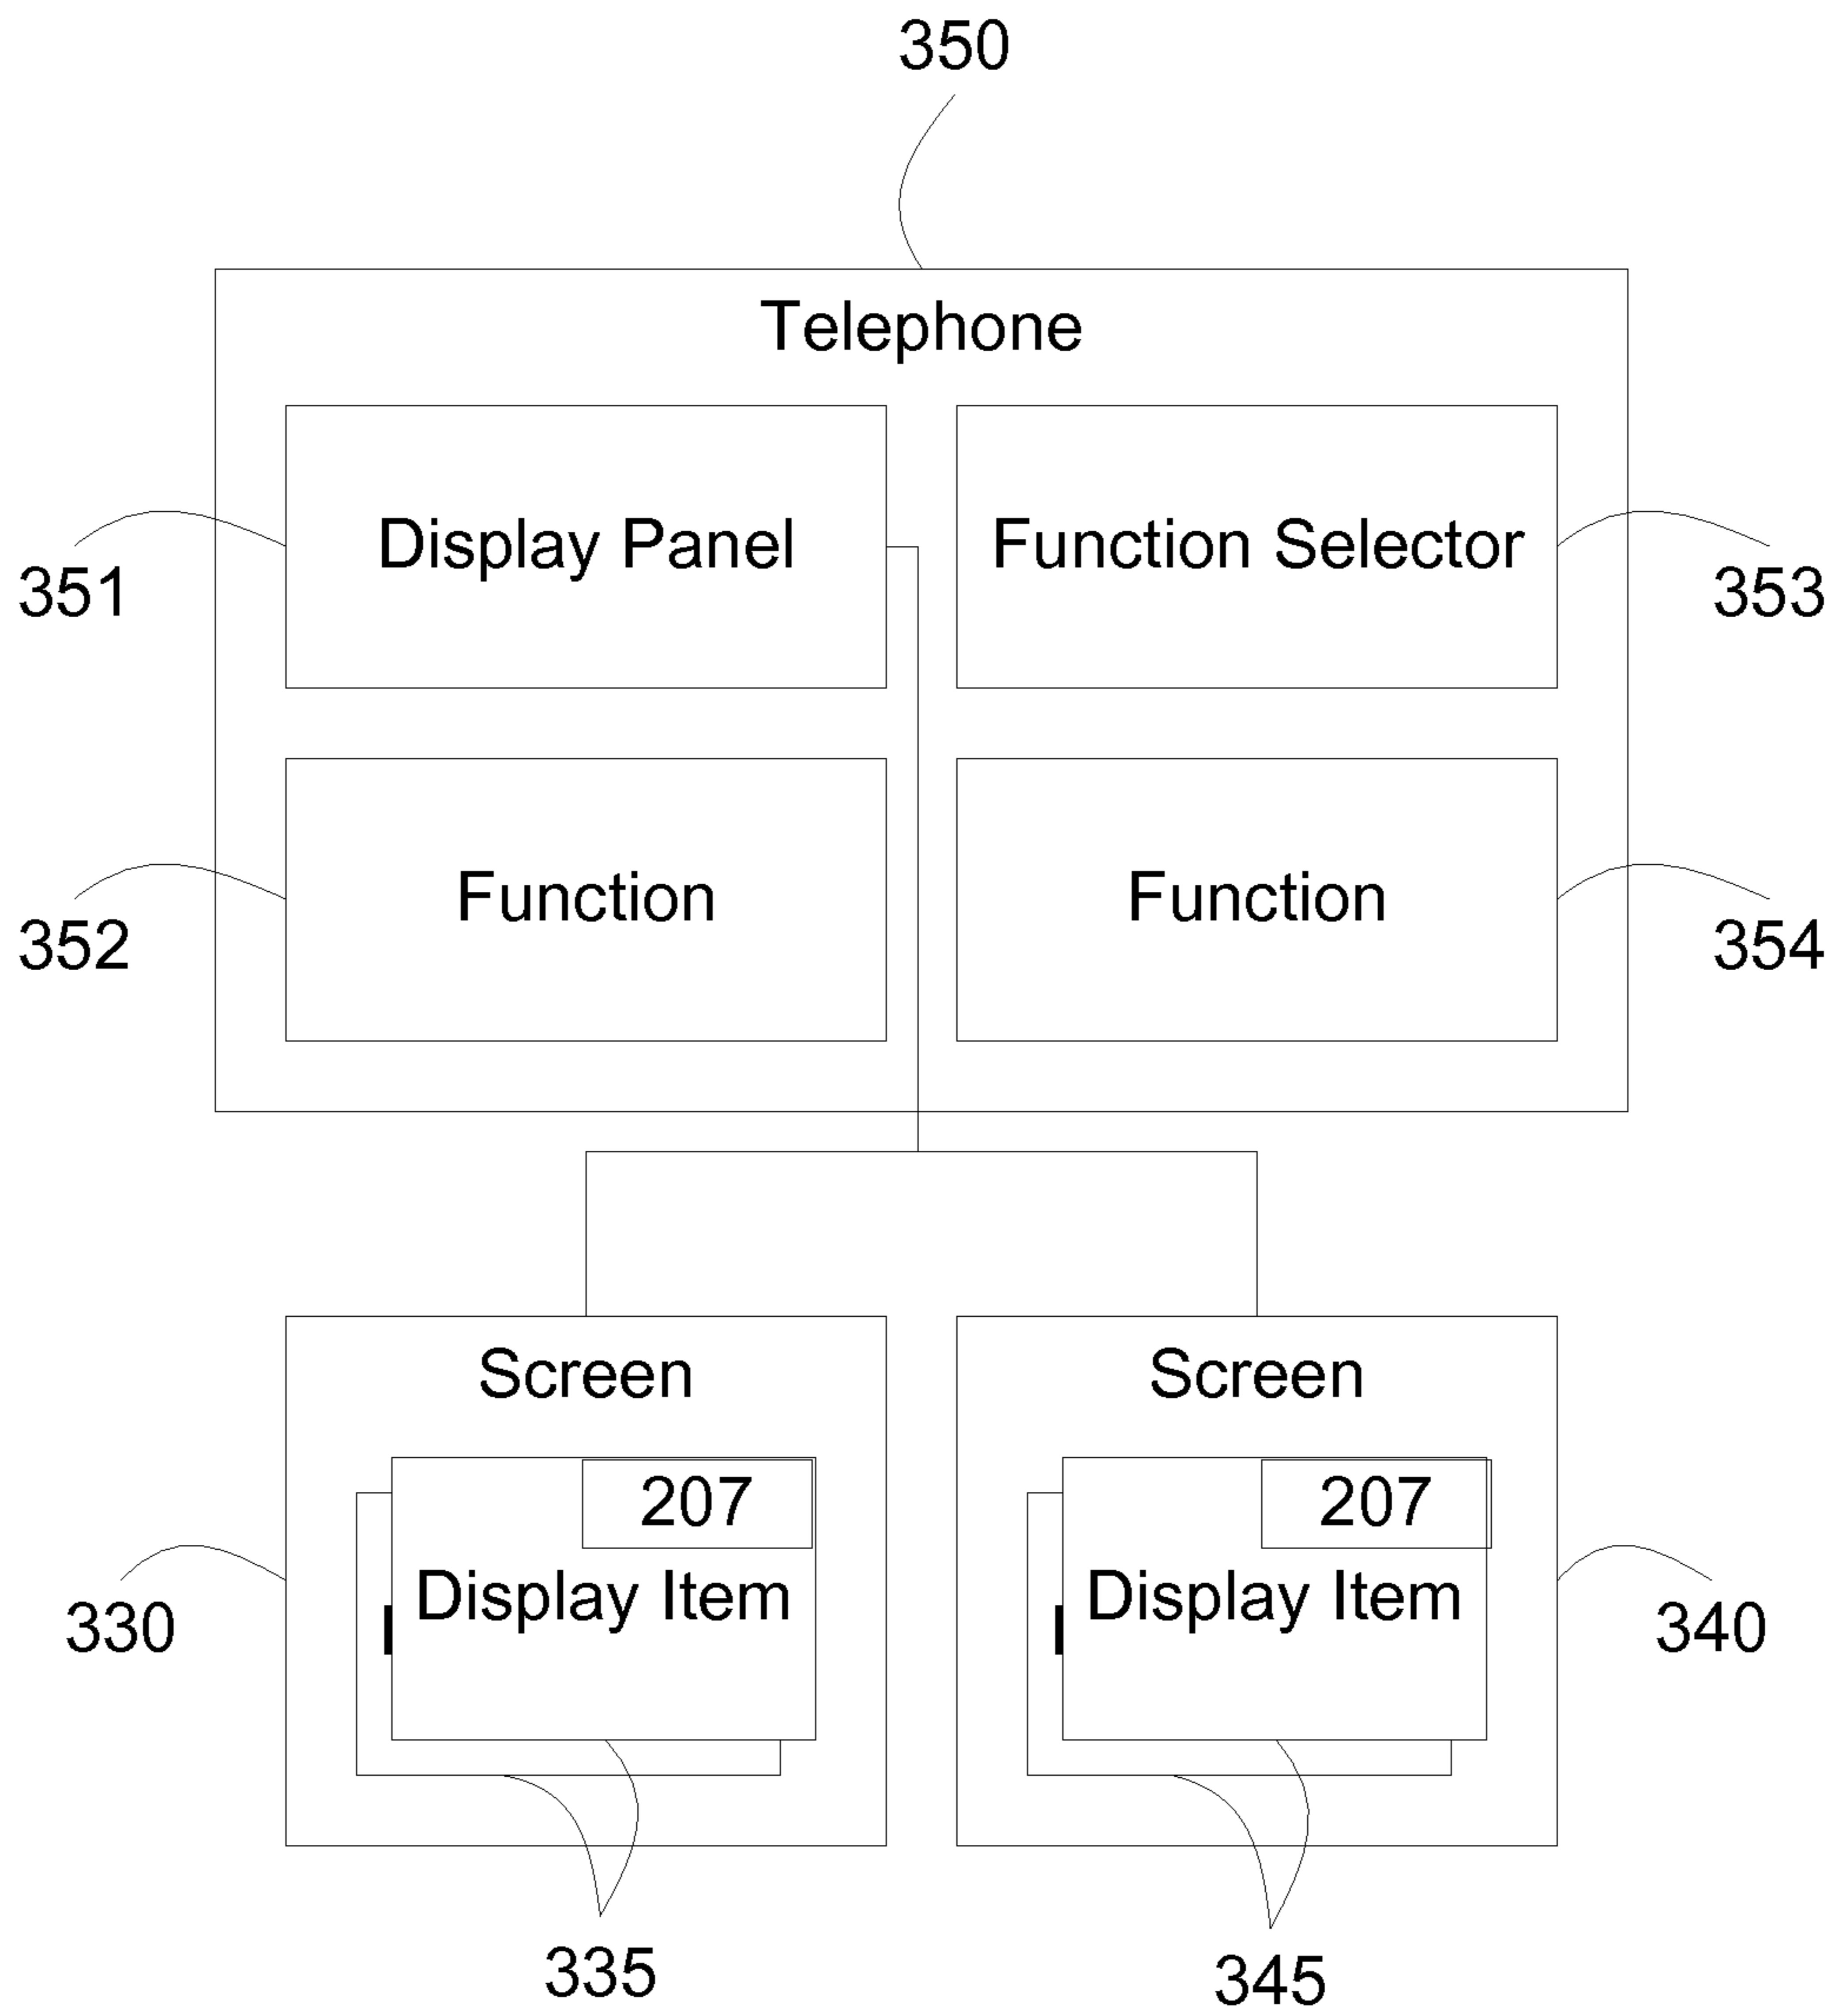 350
Telephone
Display Panel
Function Selector
351
353
Function
Function
352
354
Screen
Screen
207
207
Display Item
Display Item
330
340
335
345